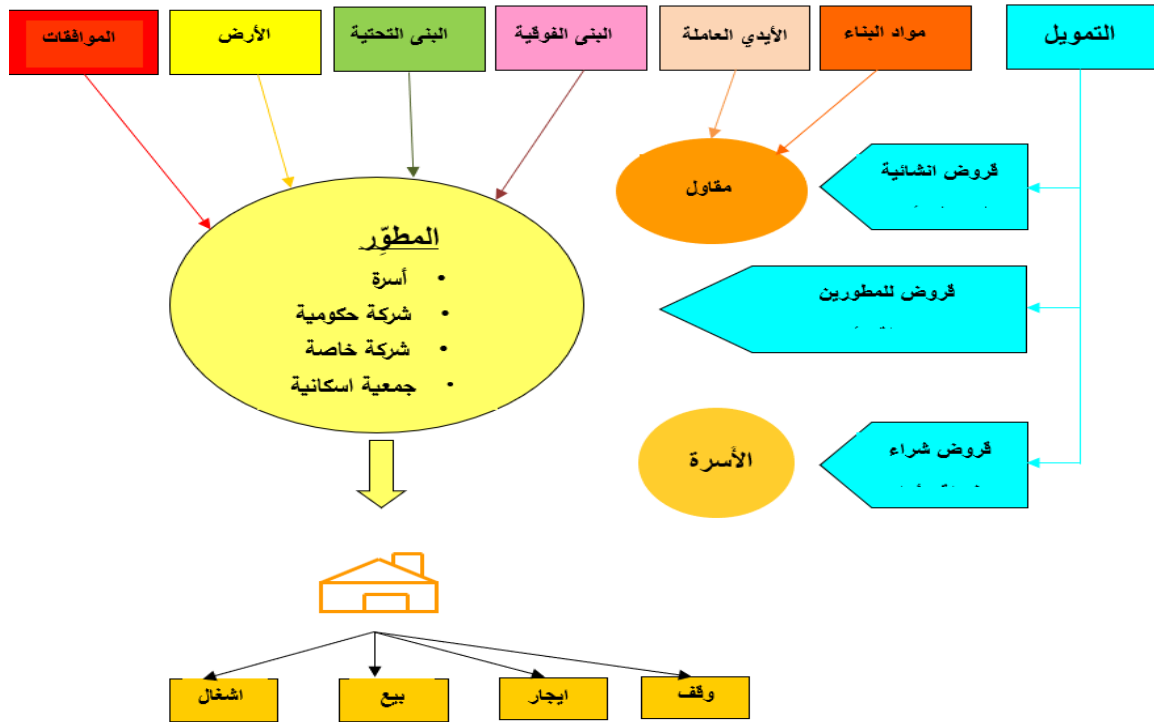 التمويل
مواد البناء
الأيدي العاملة
البنى الفوقية
البنى التحتية
الأرض
الموافقات
قروض انشائية
مقاول
المطوِّر
• أسرة
• شركة حكومية
• شركة خاصة
• جمعية اسكانية
قروض للمطورين
قروض شراء
الأسرة
وقف
ايجار
بيع
اشغال